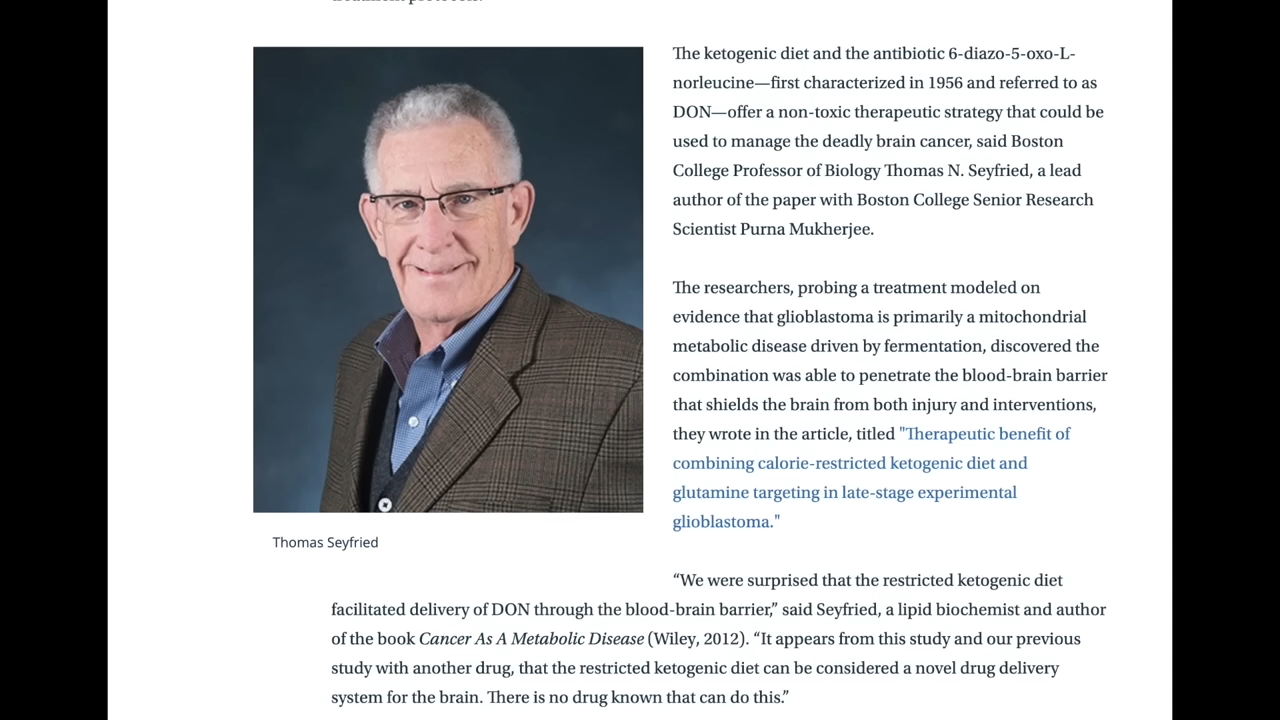 The ketogenic diet and the antibiotic 6-diazo-5-oxo-L-
norleucine—first characterized in 1956 and referred to as
DON—offer a non-toxic therapeutic strategy that could be
used to manage the deadly brain cancer, said Boston
College Professor of Biology Thomas N. Seyfried, a lead
author of the paper with Boston College Senior Research
Scientist Purna Mukherjee.
The researchers, probing a treatment modeled on
evidence that glioblastoma is primarily a mitochondrial
metabolic disease driven by fermentation, discovered the
combination was able to penetrate the blood-brain barrier
that shields the brain from both injury and interventions,
they wrote in the article, titled "Therapeutic benefit of
combining calorie-restricted ketogenic diet and
glutamine targeting in late-stage experimental
glioblastoma."
Thomas Seyfried
“We were surprised that the restricted ketogenic diet
facilitated delivery of DON through the blood-brain barrier,” said Seyfried, a lipid biochemist and author
of the book Cancer As A Metabolic Disease (Wiley, 2012). “It appears from this study and our previous
study with another drug, that the restricted ketogenic diet can be considered a novel drug delivery
system for the brain. There is no drug known that can do this.”